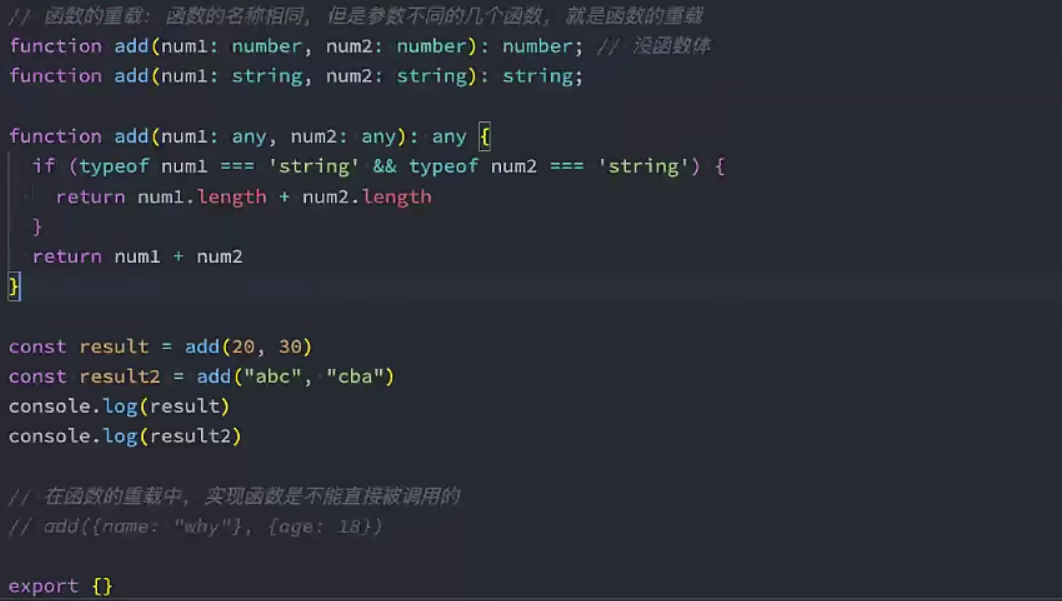 // 函数的重载: 函数的名称相同, 但是参数不同的几个函数, 就是函数的重载
function add(num1: number, num2: number): number; // 没函数体
function add(num1: string, num2: string): string;
function add(num1: any, num2: any): any {
if (typeof num1 === 'string' && typeof num2 === 'string') {
return num1.length + num2.length
}
return num1 + num2
}
const result = add(20, 30)
const result2 = add("abc", "cba")
console.log(result)
console.log(result2)
// 在函数的重载中, 实现函数是不能直接被调用的
// add({name: "why"}, {age: 18})
export {}